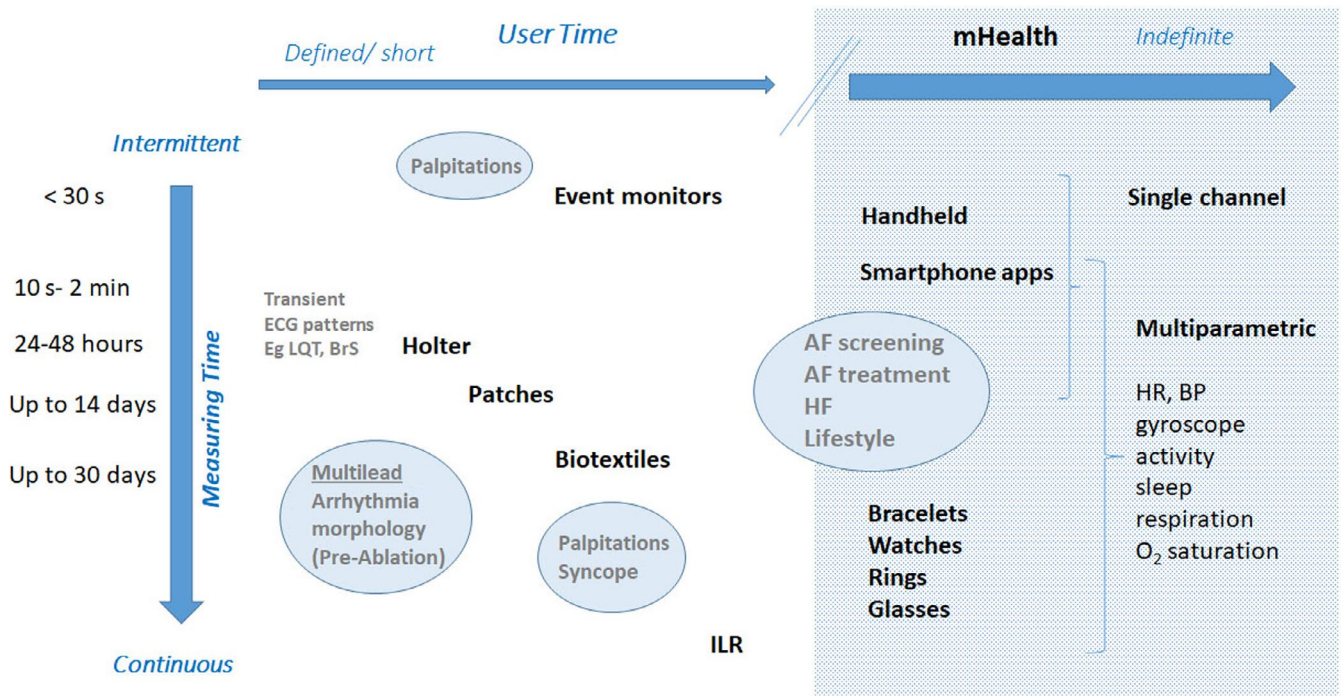 User Time
Defined/ short
mHealth
Indefinite
Intermittent
< 30 s
10 s- 2 min
24-48 hours
Up to 14 days
Up to 30 days
Measuring Time
Continuous
Palpitations
Event monitors
Transient
ECG patterns
Eg LQT, BrS
Holter
Patches
Biotextiles
Multilead
Arrhythmia
morphology
(Pre-Ablation)
Palpitations
Syncope
ILR
Handheld
Smartphone apps
AF screening
AF treatment
HF
Lifestyle
Bracelets
Watches
Rings
Glasses
Single channel
Multiparametric
HR, BP
gyroscope
activity
sleep
respiration
O₂ saturation